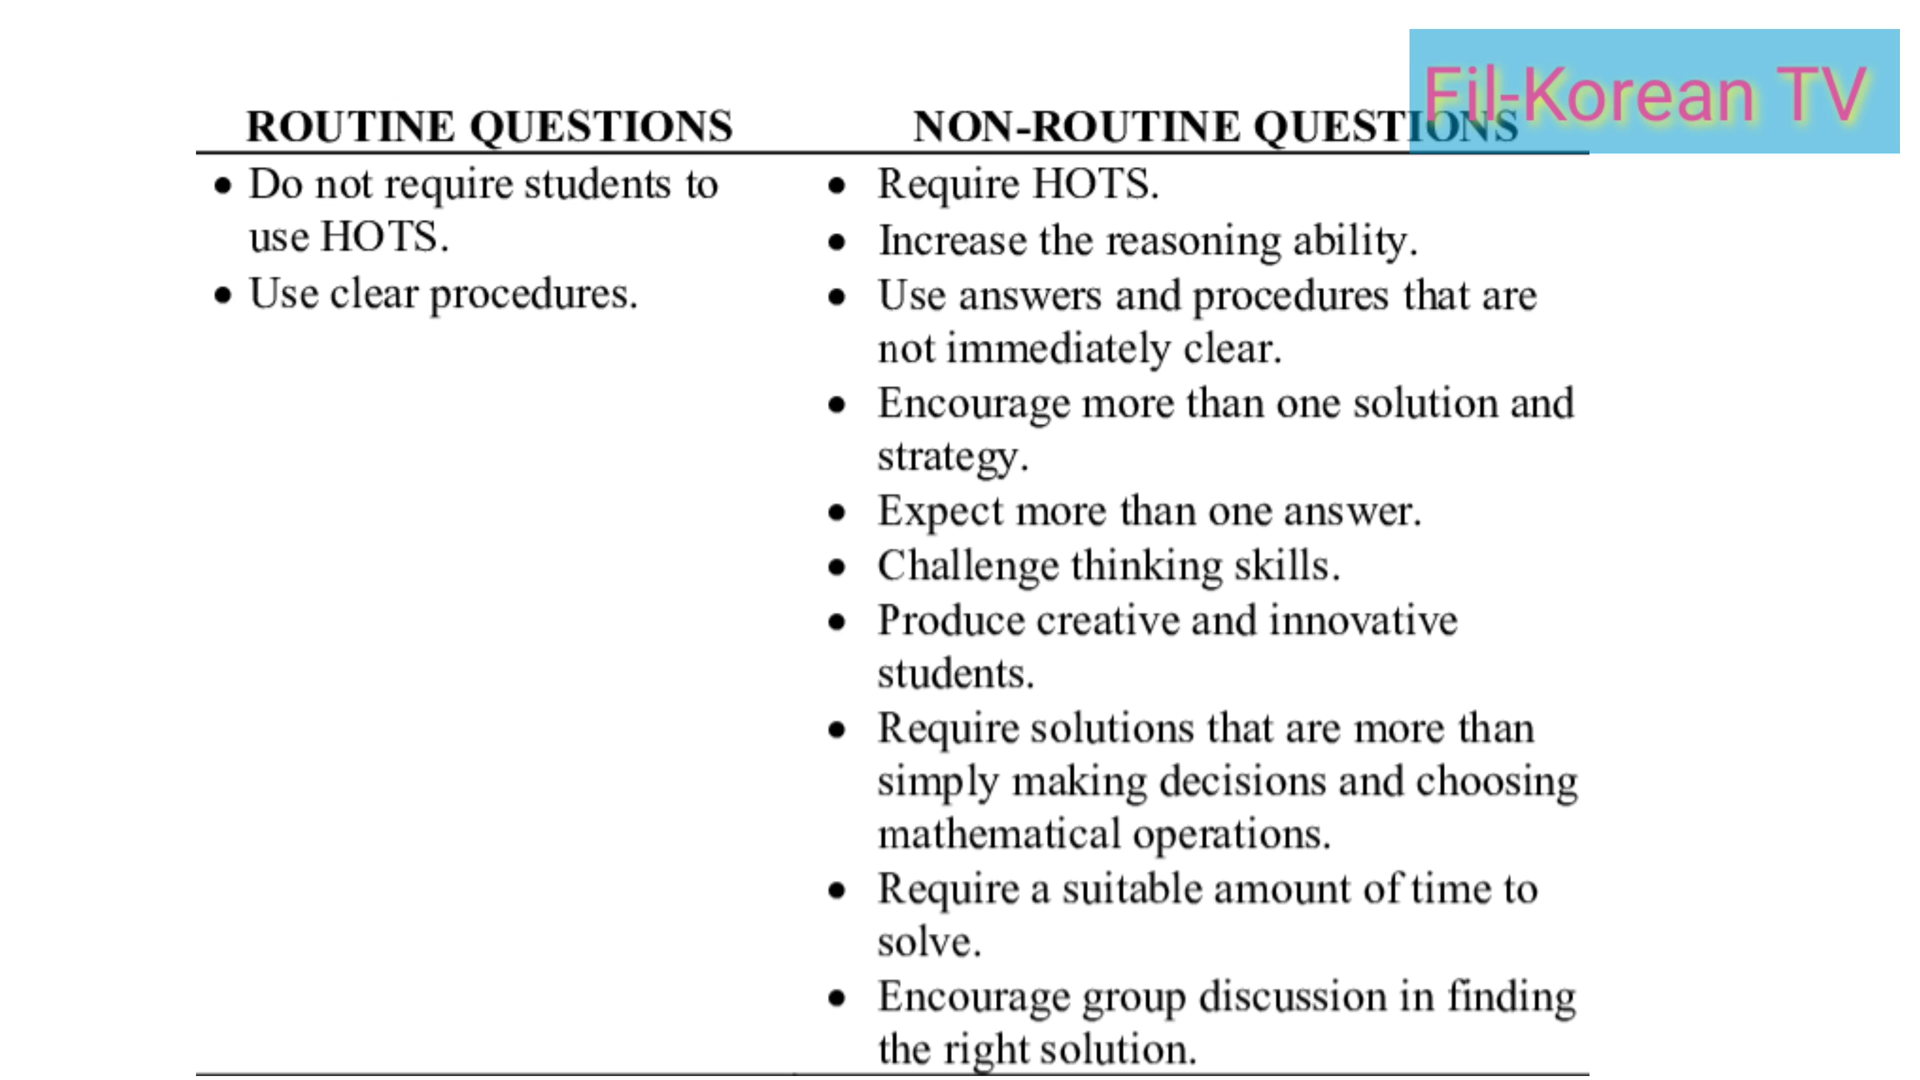 Fil-Korean TV
ROUTINE QUESTIONS
NON-ROUTINE QUESTIONS
• Do not require students to
use HOTS.
• Use clear procedures.
• Require HOTS.
• Increase the reasoning ability.
• Use answers and procedures that are
not immediately clear.
• Encourage more than one solution and
strategy.
• Expect more than one answer.
• Challenge thinking skills.
• Produce creative and innovative
students.
• Require solutions that are more than
simply making decisions and choosing
mathematical operations.
• Require a suitable amount of time to
solve.
• Encourage group discussion in finding
the right solution.